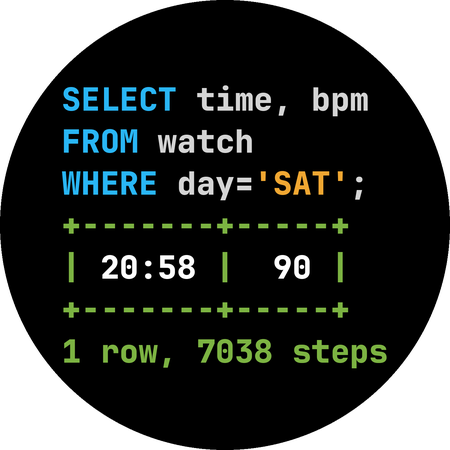 SELECT time, bpm
FROM watch
WHERE day='SAT';
+-------+-----+
| 20:58 |  90 |
+-------+-----+
1 row, 7038 steps